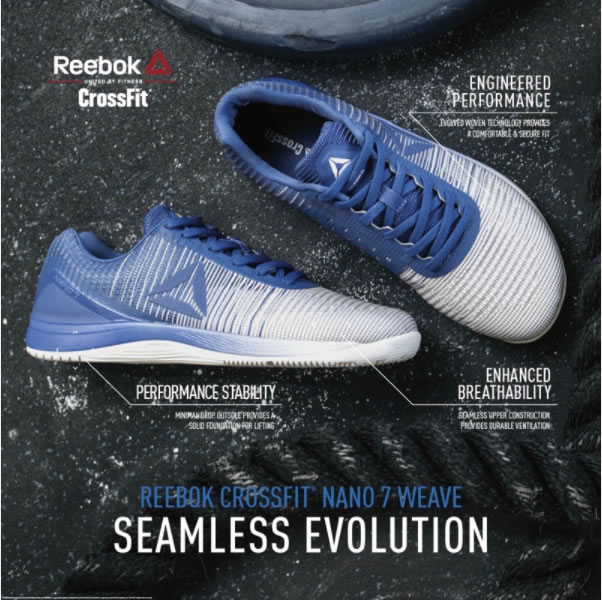 Reebok
UNITED BY FITNESS
CrossFit
ENGINEERED
PERFORMANCE
EVOLVED WOVEN TECHNOLOGY PROVIDES
A COMFORTABLE & SECURE FIT
Reebok CrossFit
PERFORMANCE STABILITY
MINIMAL DROP OUTSOLE PROVIDES A
SOLID FOUNDATION FOR LIFTING
ENHANCED
BREATHABILITY
SEAMLESS UPPER CONSTRUCTION
PROVIDES DURABLE VENTILATION
REEBOK CROSSFIT® NANO 7 WEAVE
SEAMLESS EVOLUTION